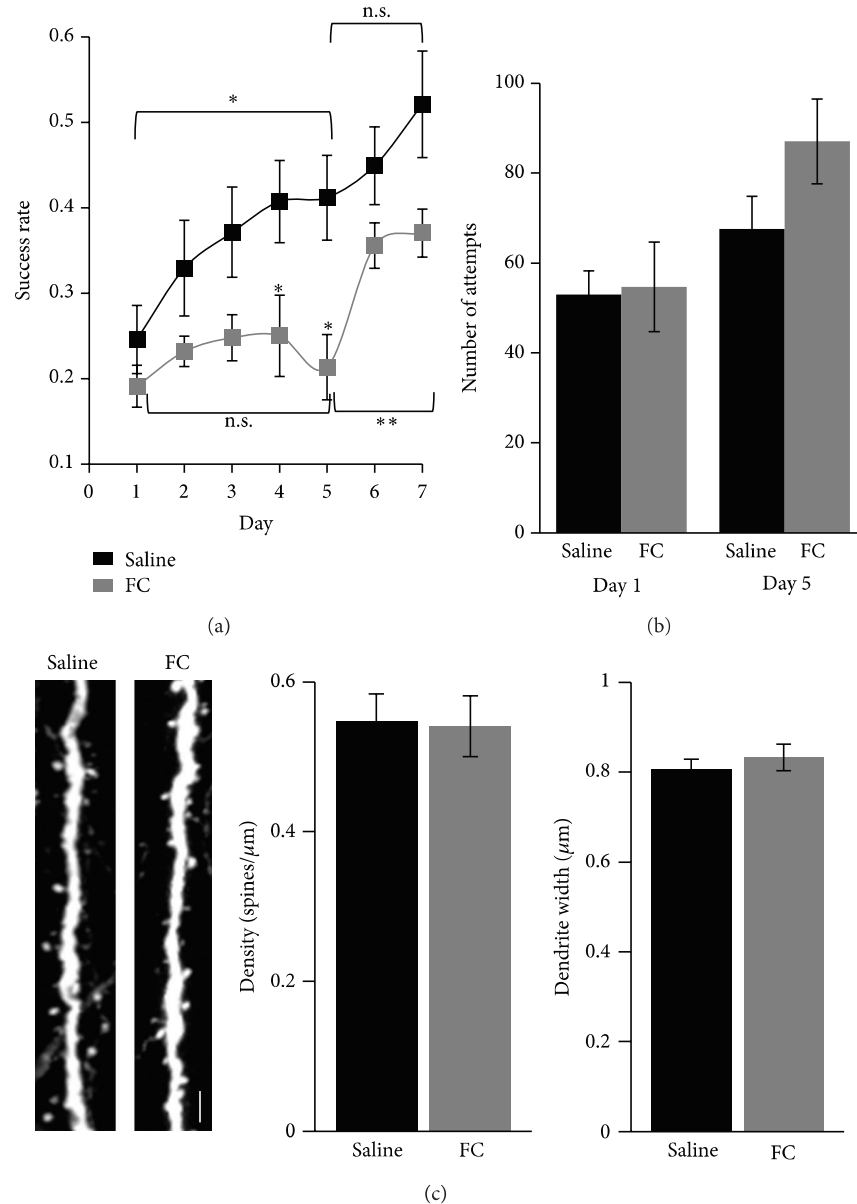 n.s.
0.6
0.5
0.4
0.3
0.2
0.1
*
*
*
n.s.
**
Success rate
0 1 2 3 4 5 6 7
Day
Saline
FC
(a)
100
80
60
40
20
0
Number of attempts
Saline FC Saline FC
Day 1 Day 5
(b)
Saline FC
0.6
0.4
0.2
0
Density (spines/μm)
Saline FC
1
0.8
0.6
0.4
0.2
0
Dendrite width (μm)
Saline FC
(c)